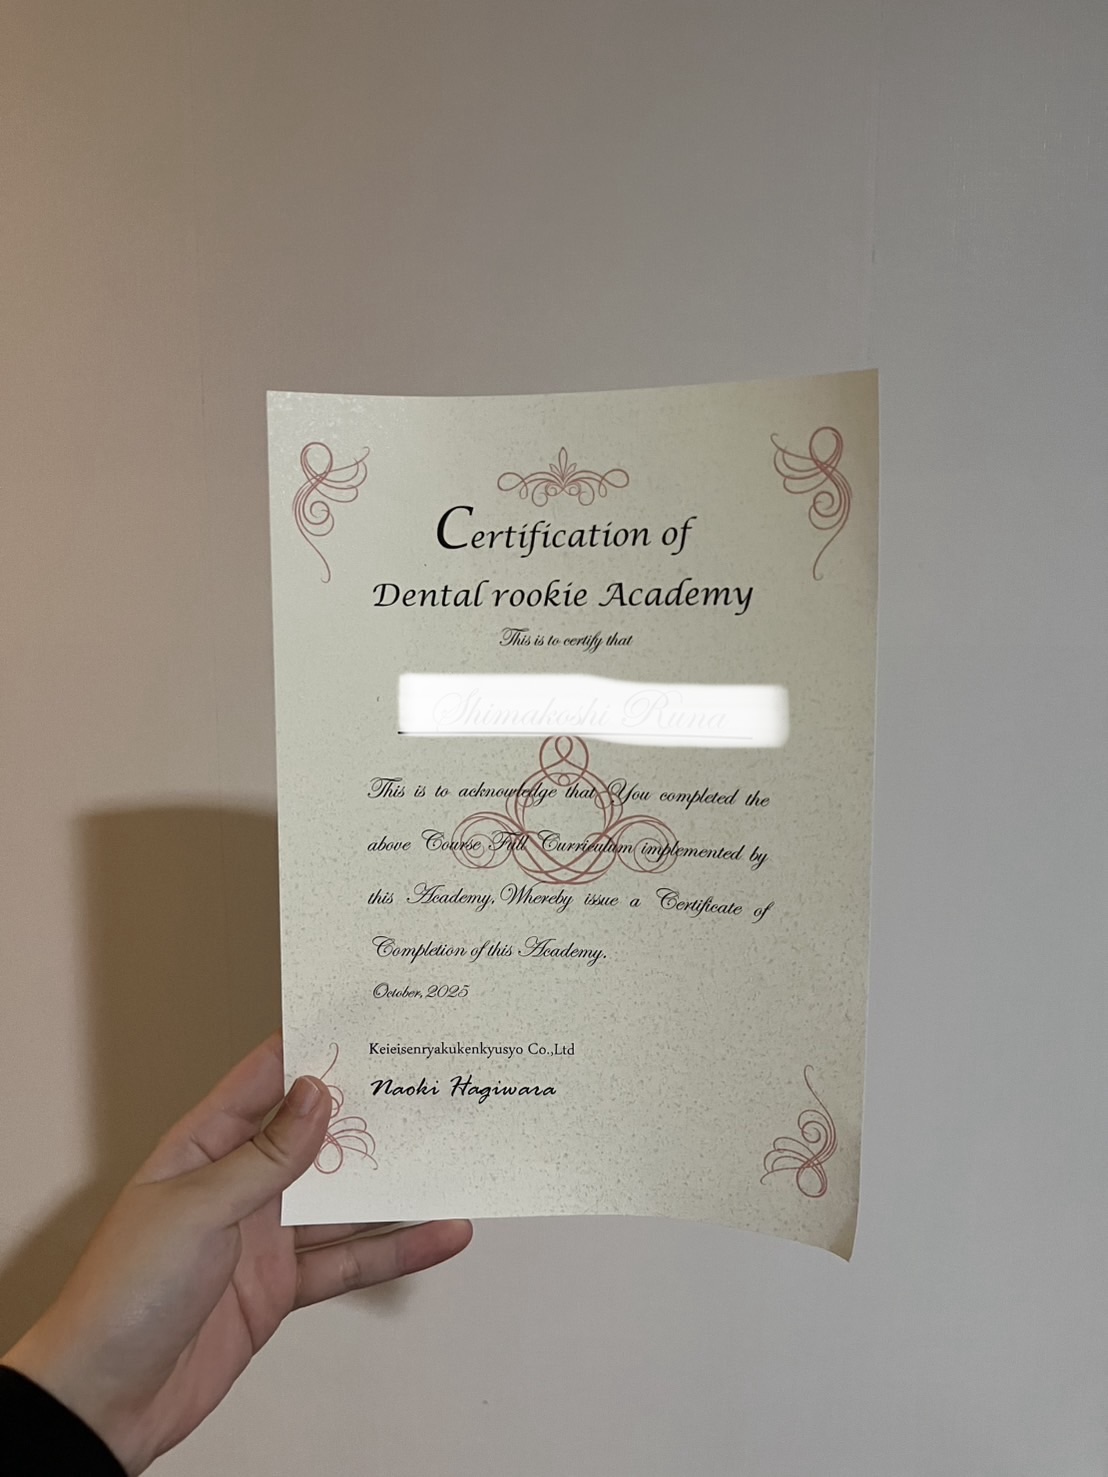 Certification of
Dental rookie Academy
This is to certify that
Shimakoshi Runa
This is to acknowledge that You completed the
above Course Full Curriculum implemented by
this Academy, Whereby issue a Certificate of
Completion of this Academy.
October, 2025
Keieisenryakukenkyusyo Co.,Ltd
Naoki Hagiwara